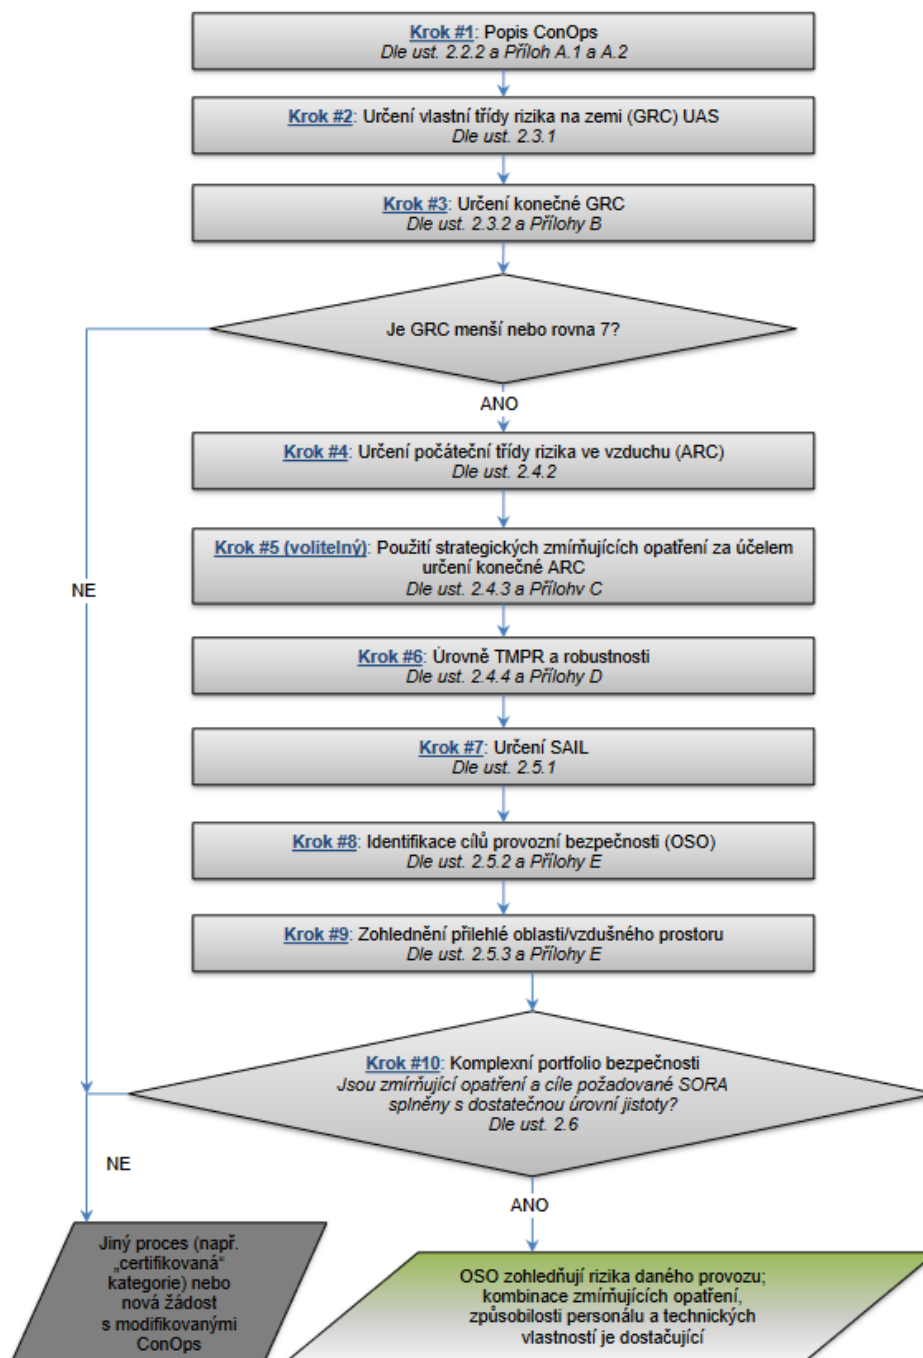 Krok #1: Popis ConOps
Dle ust. 2.2.2 a Příloh A.1 a A.2
Krok #2: Určení vlastní třídy rizika na zemi (GRC) UAS
Dle ust. 2.3.1
Krok #3: Určení konečné GRC
Dle ust. 2.3.2 a Přílohy B
Je GRC menší nebo rovna 7?
ANO
Krok #4: Určení počáteční třídy rizika ve vzduchu (ARC)
Dle ust. 2.4.2
Krok #5 (volitelný): Použití strategických zmírňujících opatření za účelem
určení konečné ARC
Dle ust. 2.4.3 a Přílohy C
NE
Krok #6: Úrovně TMPR a robustnosti
Dle ust. 2.4.4 a Přílohy D
Krok #7: Určení SAIL
Dle ust. 2.5.1
Krok #8: Identifikace cílů provozní bezpečnosti (OSO)
Dle ust. 2.5.2 a Přílohy E
Krok #9: Zohlednění přilehlé oblasti/vzdušného prostoru
Dle ust. 2.5.3 a Přílohy E
Krok #10: Komplexní portfolio bezpečnosti
Jsou zmírňující opatření a cíle požadované SORA
splněny s dostatečnou úrovní jistoty?
Dle ust. 2.6
NE
ANO
Jiný proces (např.
„certifikovaná“
kategorie) nebo
nová žádost
s modifikovanými
ConOps
OSO zohledňují rizika daného provozu;
kombinace zmírňujících opatření,
způsobilosti personálu a technických
vlastností je dostačující